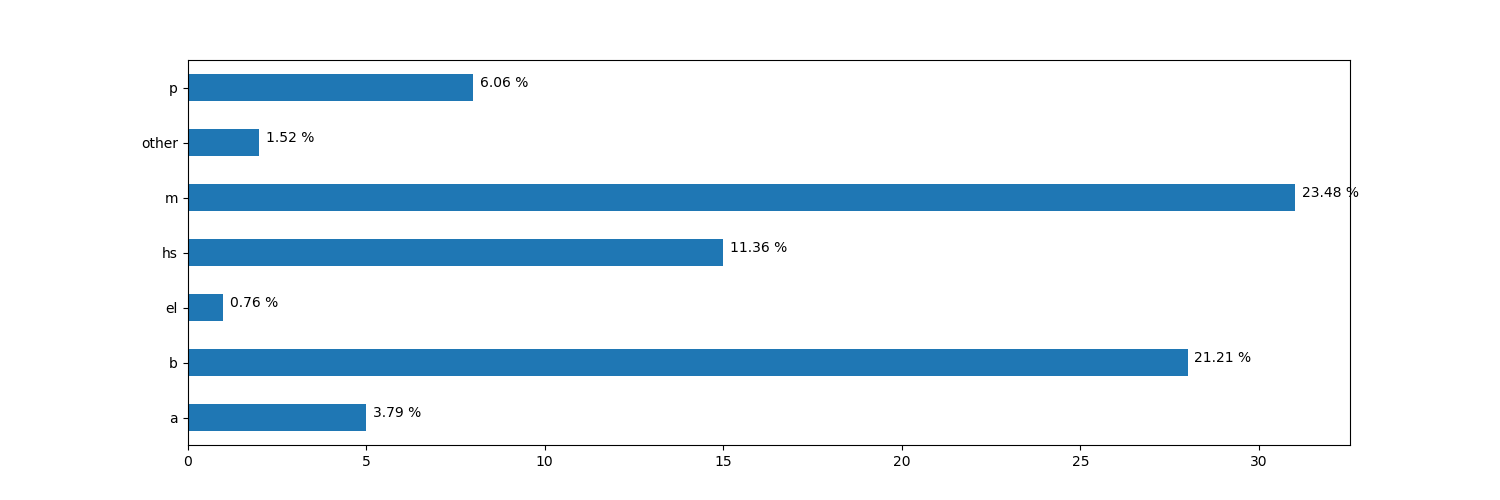 p 6.06 %
other 1.52 %
m 23.48 %
hs 11.36 %
el 0.76 %
b 21.21 %
a 3.79 %
0 5 10 15 20 25 30